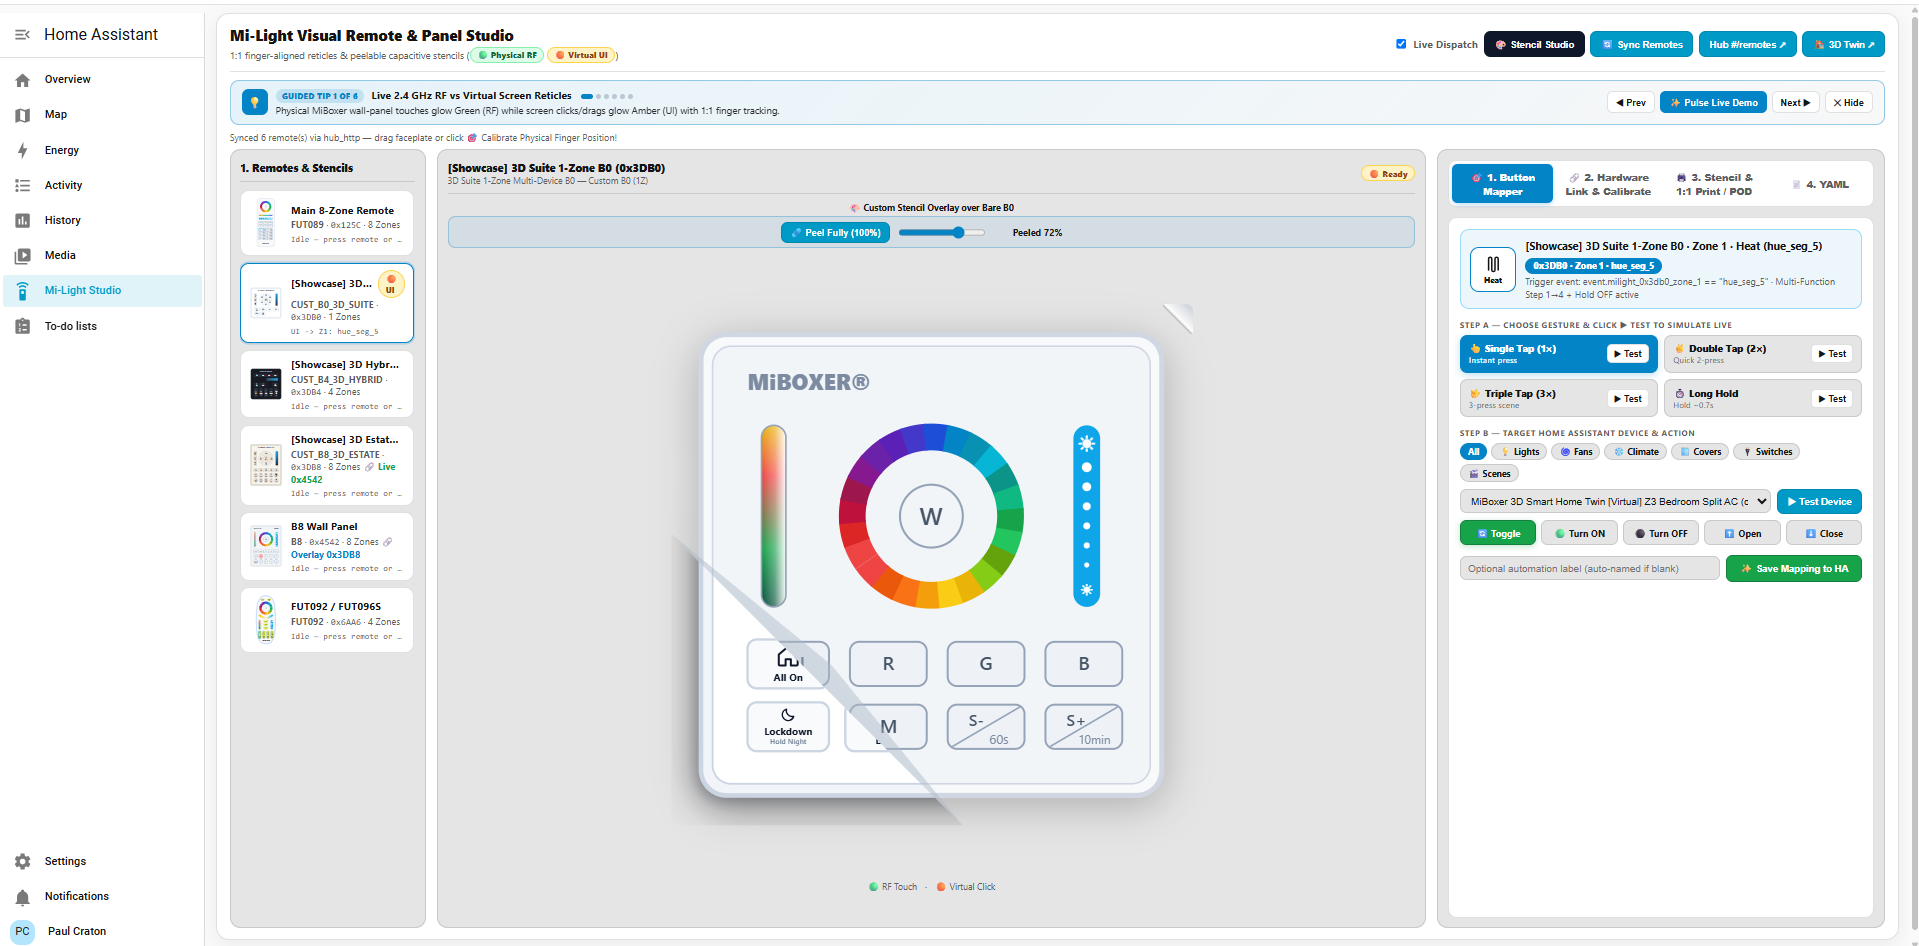 Home Assistant
Overview
Map
Energy
Activity
History
Media
Mi-Light Studio
To-do lists
Settings
Notifications
PC Paul Craton
Mi-Light Visual Remote & Panel Studio
1:1 finger-aligned reticles & peelable capacitive stencils ( Physical RF Virtual UI )
Live Dispatch
Stencil Studio
Sync Remotes
Hub #/remotes ↗
3D Twin ↗
GUIDED TIP 1 OF 6 Live 2.4 GHz RF vs Virtual Screen Reticles
Physical MiBoxer wall-panel touches glow Green (RF) while screen clicks/drags glow Amber (UI) with 1:1 finger tracking.
◀ Prev
Pulse Live Demo
Next ▶
✕ Hide
Synced 6 remote(s) via hub_http — drag faceplate or click Calibrate Physical Finger Position!
1. Remotes & Stencils
Main 8-Zone Remote
FUT089 · 0x125C · 8 Zones
Idle — press remote or …
[Showcase] 3D…
UI
CUST_B0_3D_SUITE ·
0x3DB0 · 1 Zones
UI -> Z1: hue_seg_5
[Showcase] 3D Hybr…
CUST_B4_3D_HYBRID ·
0x3DB4 · 4 Zones
Idle — press remote or …
[Showcase] 3D Estat…
CUST_B8_3D_ESTATE ·
0x3DB8 · 8 Zones Live
0x4542
Idle — press remote or …
B8 Wall Panel
B8 · 0x4542 · 8 Zones
Overlay 0x3DB8
Idle — press remote or …
FUT092 / FUT096S
FUT092 · 0x6AA6 · 4 Zones
Idle — press remote or …
[Showcase] 3D Suite 1-Zone B0 (0x3DB0)
3D Suite 1-Zone Multi-Device B0 — Custom B0 (1Z)
Ready
Custom Stencil Overlay over Bare B0
Peel Fully (100%)
Peeled 72%
MiBOXER®
W
All On
R
G
B
Lockdown
Hold Night
M
S-
60s
S+
10min
RF Touch · Virtual Click
1. Button
Mapper
2. Hardware
Link & Calibrate
3. Stencil &
1:1 Print / POD
4. YAML
Heat
[Showcase] 3D Suite 1-Zone B0 · Zone 1 · Heat (hue_seg_5)
0x3DB0 · Zone 1 · hue_seg_5
Trigger event: event.milight_0x3db0_zone_1 == "hue_seg_5" · Multi-Function
Step 1→4 + Hold OFF active
STEP A — CHOOSE GESTURE & CLICK ▶ TEST TO SIMULATE LIVE
Single Tap (1x)
Instant press
▶ Test
Double Tap (2x)
Quick 2-press
▶ Test
Triple Tap (3x)
3-press scene
▶ Test
Long Hold
Hold ~0.7s
▶ Test
STEP B — TARGET HOME ASSISTANT DEVICE & ACTION
All
Lights
Fans
Climate
Covers
Switches
Scenes
MiBoxer 3D Smart Home Twin [Virtual] Z3 Bedroom Split AC (c
▶ Test Device
Toggle
Turn ON
Turn OFF
Open
Close
Optional automation label (auto-named if blank)
Save Mapping to HA